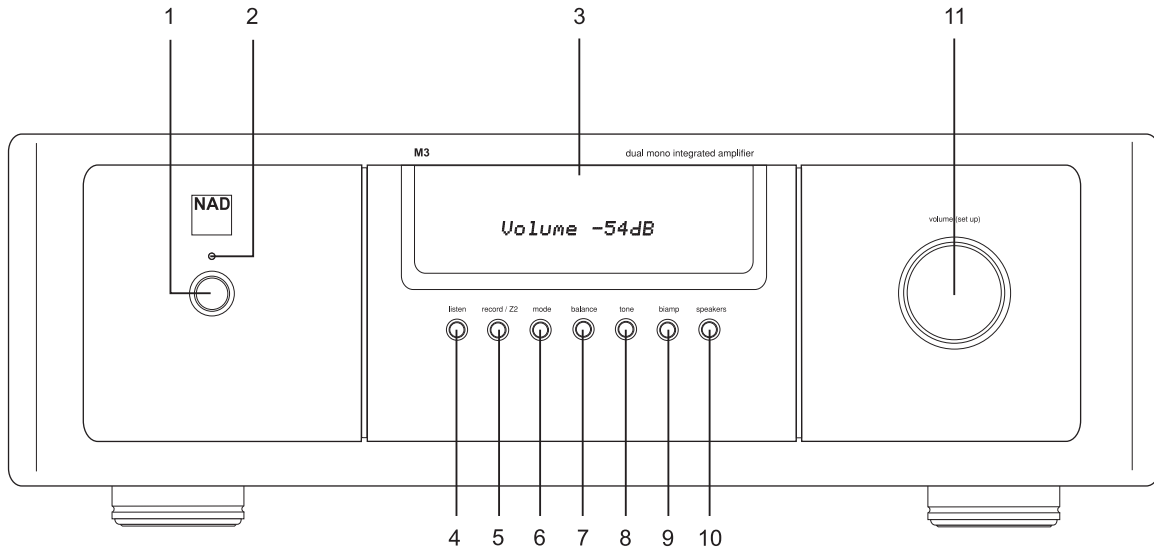 1 2 3 11
M3 dual mono integrated amplifier
NAD
Volume -54dB
volume (set up)
listen record / Z2 mode balance tone biamp speakers
4 5 6 7 8 9 10